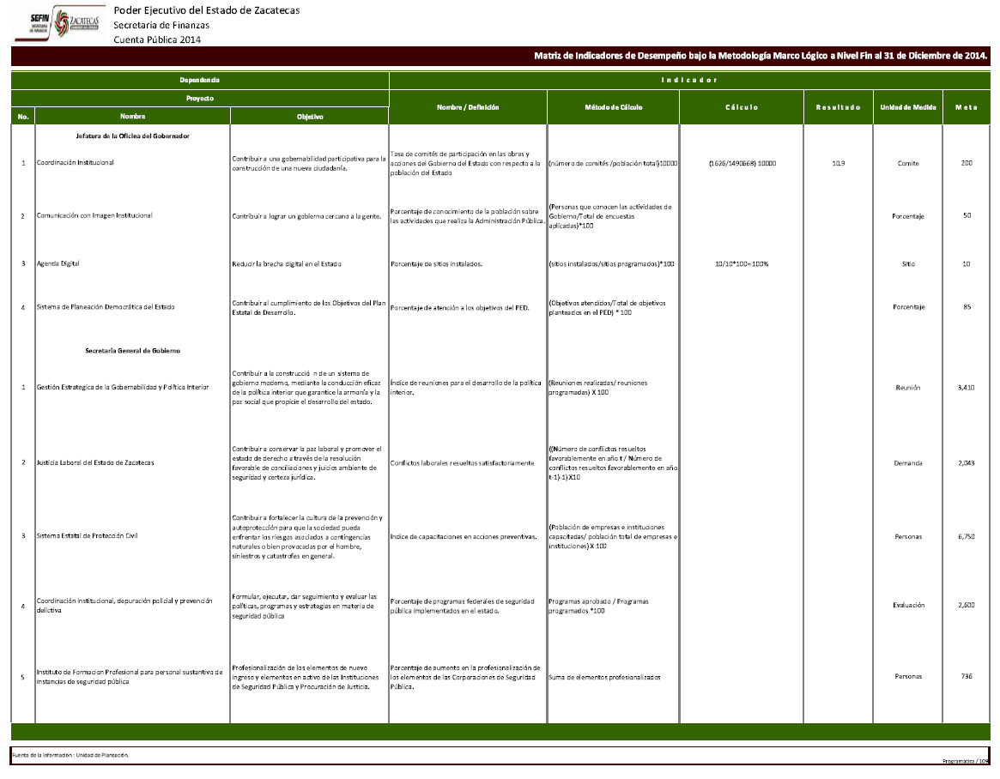 SEFIN
SECRETARÍA
DE FINANZAS
ZACATECAS
Poder Ejecutivo del Estado de Zacatecas
Secretaría de Finanzas
Cuenta Pública 2014
Matriz de Indicadores de Desempeño bajo la Metodología Marco Lógico a Nivel Fin al 31 de Diciembre de 2014.
Dependencia
Indicador
Proyecto
No.
Nombre
Objetivo
Nombre / Definición
Método de Cálculo
Cálculo
Resultado
Unidad de Medida
Meta
Jefatura de la Oficina del Gobernador
1
Coordinación Institucional
Contribuir a una gobernabilidad participativa para la
construcción de una nueva ciudadanía.
Tasa de comités de participación en las obras y
acciones del Gobierno del Estado con respecto a la
población del Estado
(número de comités /población total)10000
(1626/1490668) 10000
10.9
Comite
200
2
Comunicación con Imagen Institucional
Contribuir a lograr un gobierno cercano a la gente.
Porcentaje de conocimiento de la población sobre
las actividades que realiza la Administración Pública.
(Personas que conocen las actividades de
Gobierno/Total de encuestas
aplicadas)*100
Porcentaje
50
3
Agenda Digital
Reducir la brecha digital en el Estado
Porcentaje de sitios instalados.
(sitios instalados/sitios programados)*100
10/10*100=100%
Sitio
10
4
Sistema de Planeación Democrática del Estado
Contribuir al cumplimiento de los Objetivos del Plan
Estatal de Desarrollo.
Porcentaje de atención a los objetivos del PED.
(Objetivos atendidos/Total de objetivos
planteados en el PED) * 100
Porcentaje
85
Secretaría General de Gobierno
1
Gestión Estrategica de la Gobernabilidad y Política Interior
Contribuir a la construcció n de un sistema de
gobierno moderno, mediante la conducción eficaz
de la política interior que garantice la armonía y la
paz social que propicie el desarrollo del estado.
Índice de reuniones para el desarrollo de la política
interior.
(Reuniones realizadas/ reuniones
programadas) X 100
Reunión
3,410
2
Justicia Laboral del Estado de Zacatecas
Contribuir a conservar la paz laboral y promover el
estado de derecho a través de la resolución
favorable de conciliaciones y juicios ambiente de
seguridad y certeza jurídica.
Conflictos laborales resueltos satisfactoriamente
((Número de conflictos resueltos
favorablemente en año t / Número de
conflictos resueltos favorablemente en año
t-1)-1)X10
Demanda
2,043
3
Sistema Estatal de Protección Civil
Contribuir a fortalecer la cultura de la prevención y
autoprotección para que la sociedad pueda
enfrentar los riesgos asociados a contingencias
naturales o bien provocadas por el hombre,
siniestros y catastrofes en general.
Indice de capacitaciones en acciones preventivas.
(Población de empresas e instituciones
capacitadas/ población total de empresas e
instituciones) X 100
Personas
6,750
4
Coordinación institucional, depuración policial y prevención
delictiva
Formular, ejecutar, dar seguimiento y evaluar las
políticas, programas y estrategias en materia de
seguridad pública
Porcentaje de programas federales de seguridad
pública implementados en el estado.
Programas aprobado / Programas
programados *100
Evaluación
2,600
5
Instituto de Formacion Profesional para personal sustantivo de
instancias de seguridad pública
Profesionalización de los elementos de nuevo
ingreso y elementos en activo de las Instituciones
de Seguridad Pública y Procuración de Justicia.
Porcentaje de aumento en la profesionalización de
los elementos de las Corporaciones de Seguridad
Pública.
Suma de elementos profesionalizados
Personas
736
Fuente de la Información : Unidad de Planeación.
Programática / 109